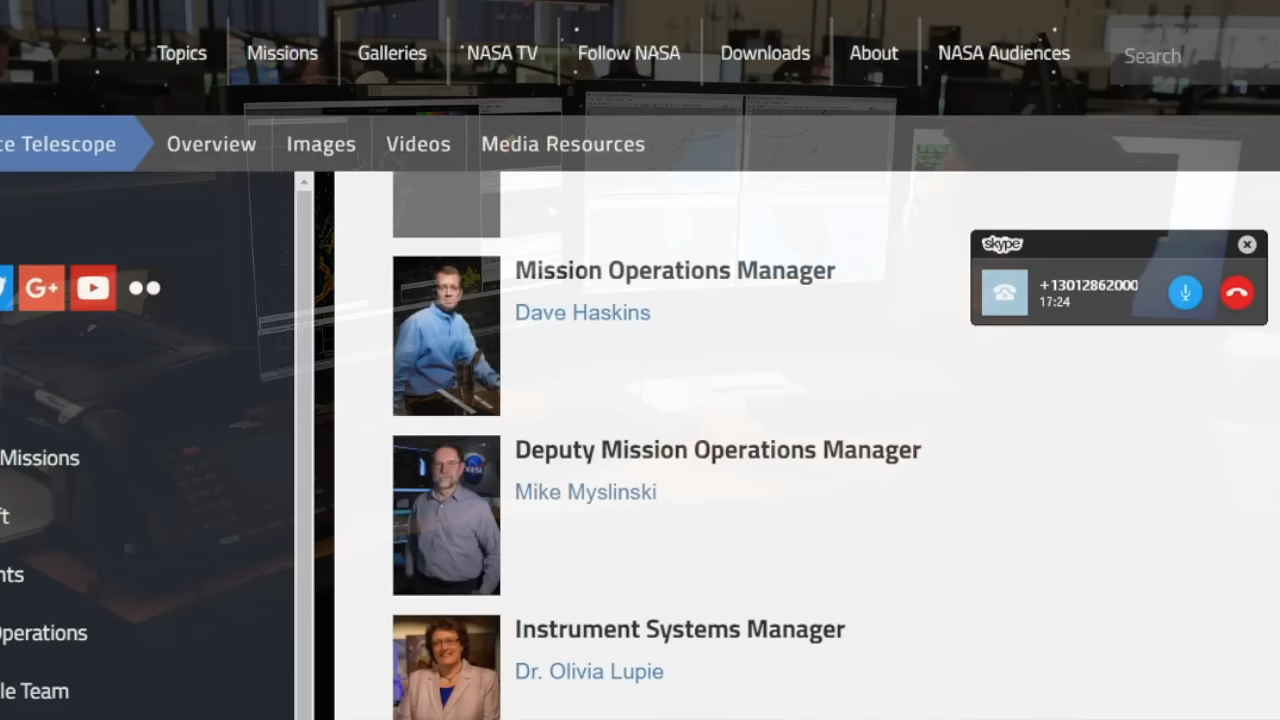 Topics Missions Galleries NASA TV Follow NASA Downloads About NASA Audiences Search
ce Telescope Overview Images Videos Media Resources
skype
+13012862000
17:24
G+
Mission Operations Manager
Dave Haskins
Missions
ft
nts
Operations
le Team
Deputy Mission Operations Manager
Mike Myslinski
Instrument Systems Manager
Dr. Olivia Lupie